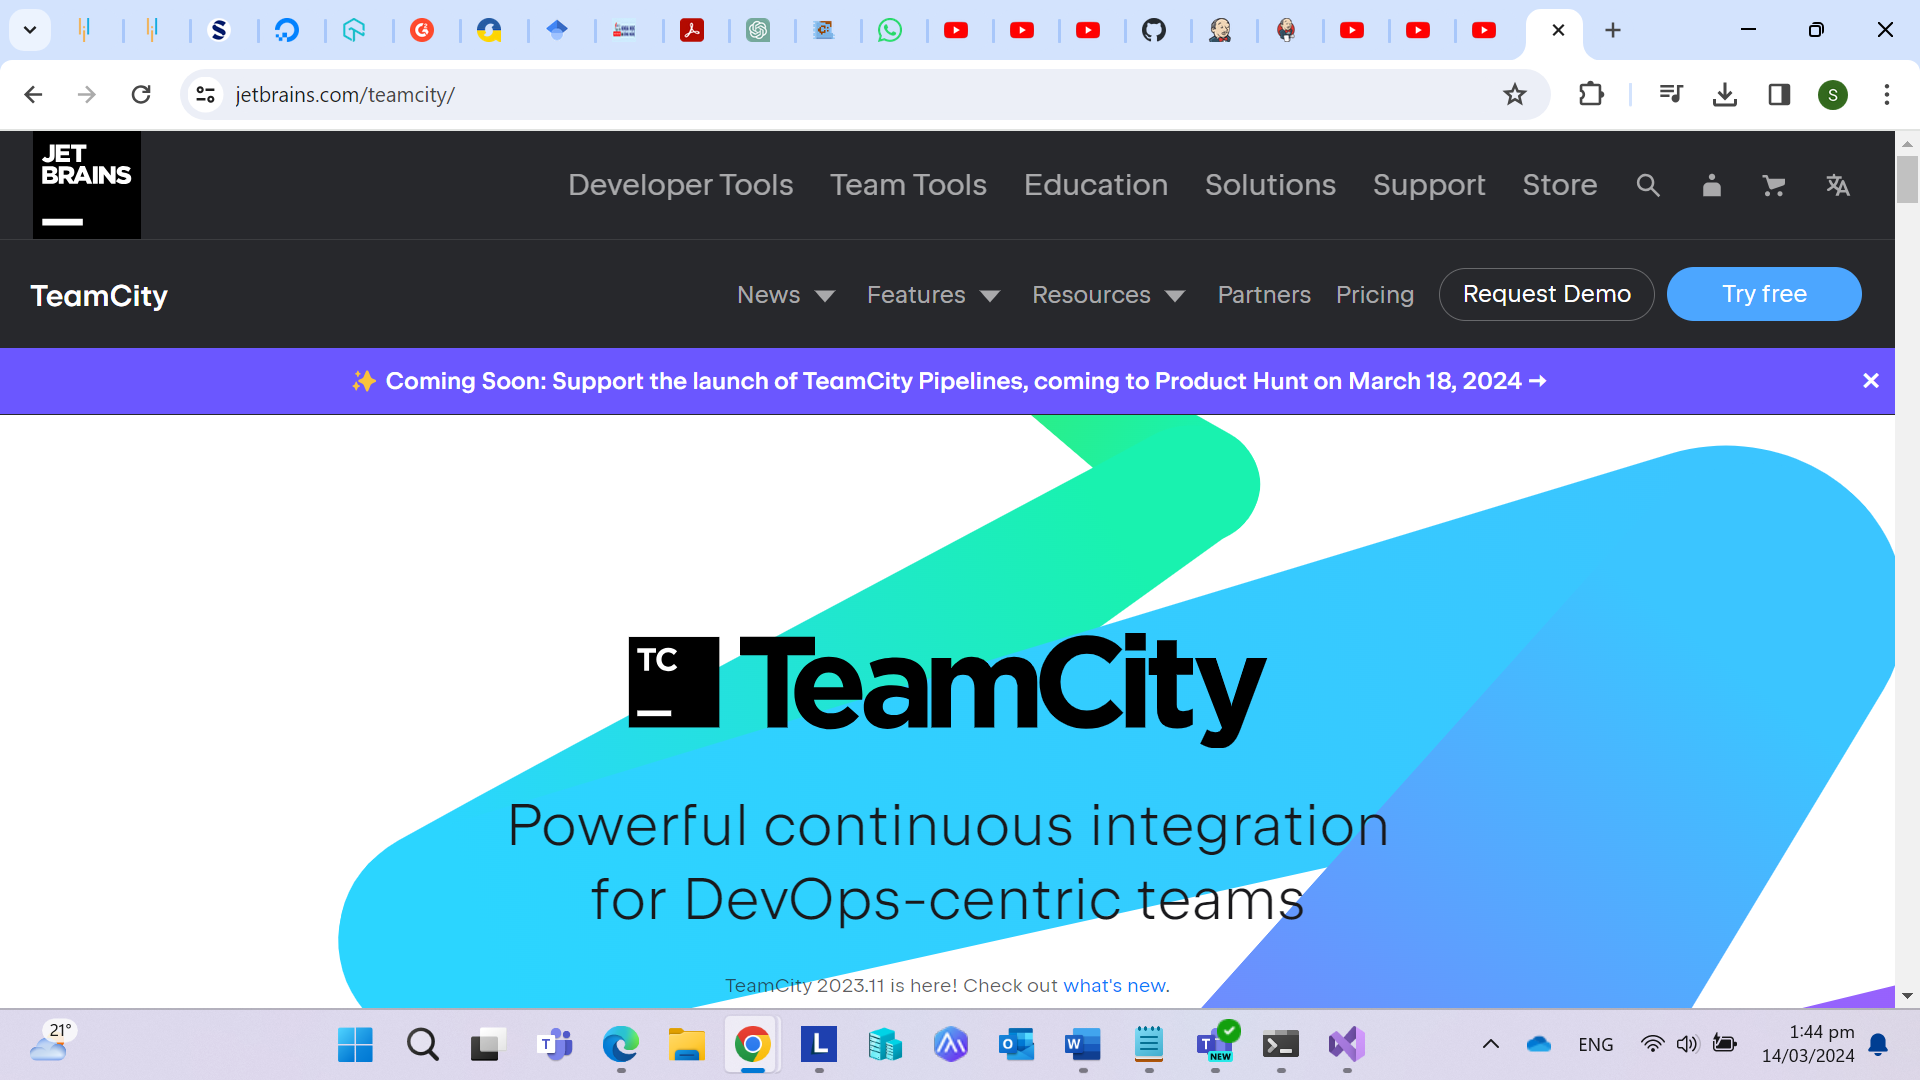 jetbrains.com/teamcity/
S
JET
BRAINS
Developer Tools Team Tools Education Solutions Support Store
TeamCity
News Features Resources Partners Pricing Request Demo Try free
✨ Coming Soon: Support the launch of TeamCity Pipelines, coming to Product Hunt on March 18, 2024 →
TC
TeamCity
Powerful continuous integration
for DevOps-centric teams
TeamCity 2023.11 is here! Check out what's new.
21°
ENG
1:44 pm
14/03/2024
L
NEW